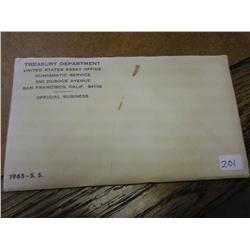 TREASURY DEPARTMENT
UNITED STATES ASSAY OFFICE
NUMISMATIC SERVICE
350 DUBOCE AVENUE
SAN FRANCISCO, CALIF. 94102
OFFICIAL BUSINESS
1965 - S. S.
201